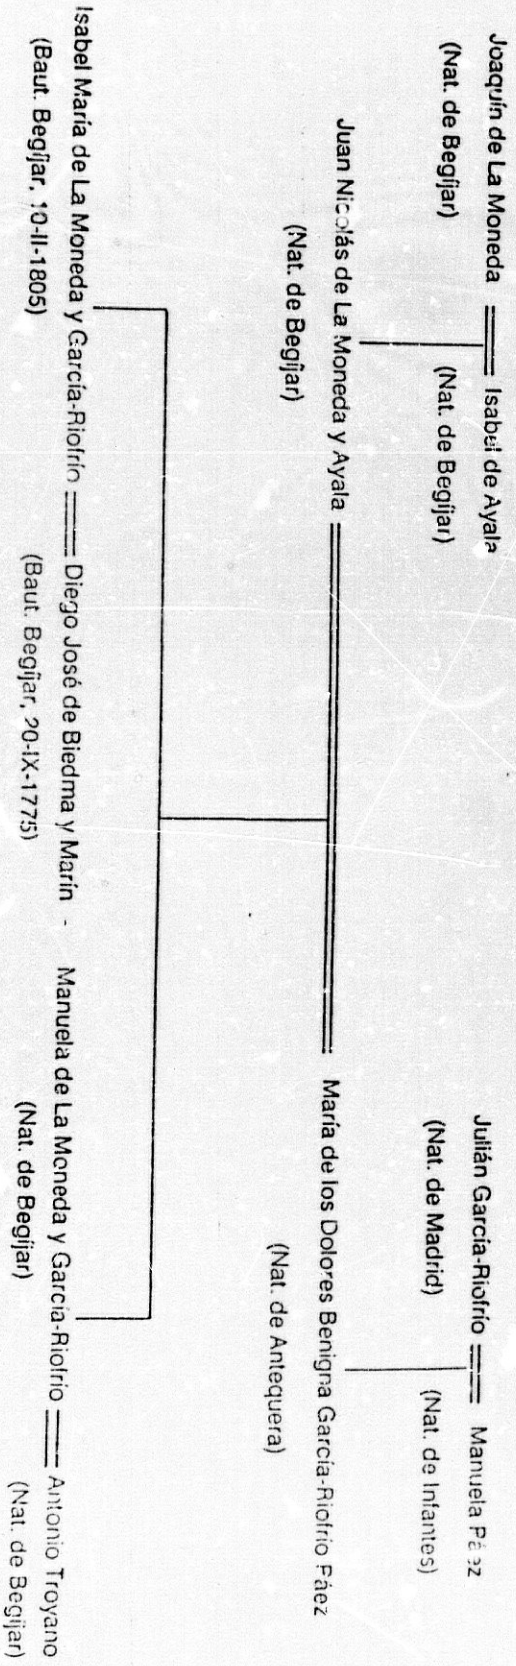 Joaquín de La Moneda
Isabel de Ayala
Julián García-Riofrío
Manuela Páez
(Nat. de Begíjar)
(Nat. de Begíjar)
(Nat. de Madrid)
(Nat. de Infantes)
Juan Nicolás de La Moneda y Ayala
María de los Dolores Benigna García-Riofrío Páez
(Nat. de Begíjar)
(Nat. de Antequera)
Isabel María de La Moneda y García-Riofrío
Diego José de Biedma y Marín -
Manuela de La Moneda y García-Riofrío
Antonio Troyano
(Baut. Begíjar, 10-II-1805)
(Baut. Begíjar, 20-IX-1775)
(Nat. de Begíjar)
(Nat. de Begíjar)